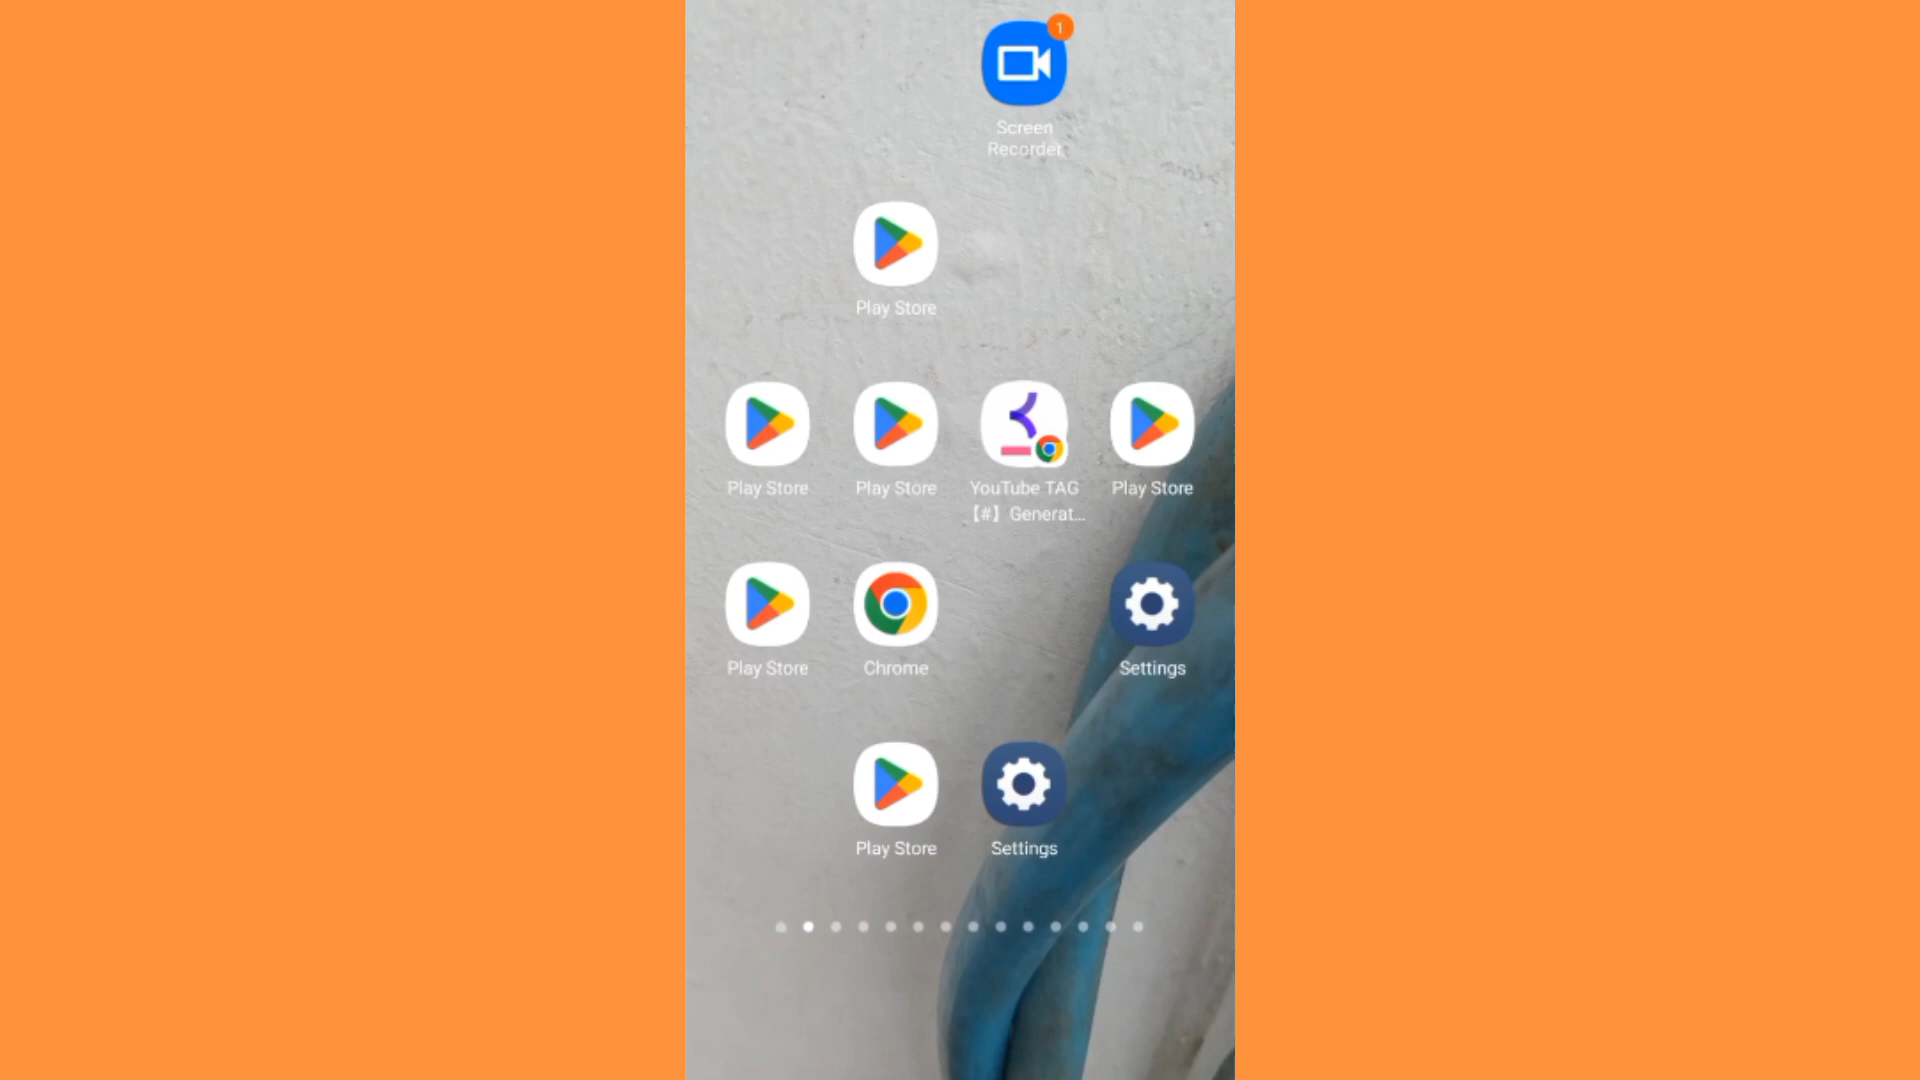 1
Screen
Recorder
Play Store
Play Store
Play Store
YouTube TAG
【#】Generat...
Play Store
Play Store
Chrome
Settings
Play Store
Settings